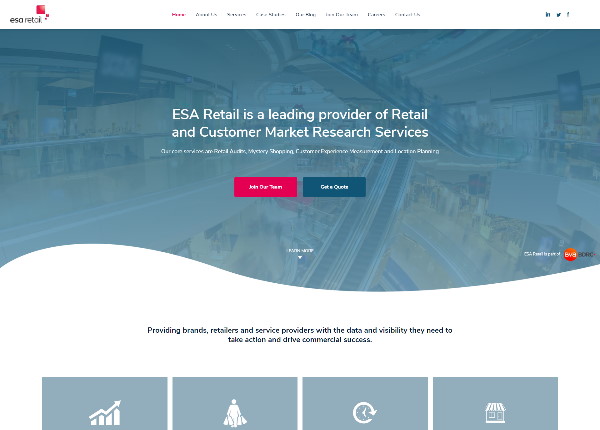 esa retail
Home About Us Services Case Studies Our Blog Join Our Team Careers Contact Us
ESA Retail is a leading provider of Retail
and Customer Market Research Services
Our core services are Retail Audits, Mystery Shopping, Customer Experience Measurement and Location Planning
Join Our Team
Get a Quote
LEARN MORE
ESA Retail is part of
Providing brands, retailers and service providers with the data and visibility they need to
take action and drive commercial success.